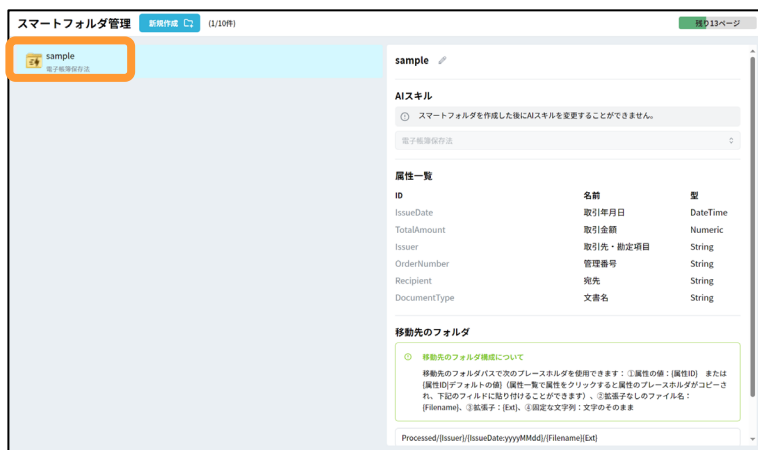 スマートフォルダ管理 新規作成 (1/10件) 残り13ページ
sample
電子帳簿保存法
sample
AIスキル
スマートフォルダを作成した後にAIスキルを変更することができません。
電子帳簿保存法
属性一覧
ID 名前 型
IssueDate 取引年月日 DateTime
TotalAmount 取引金額 Numeric
Issuer 取引先・勘定項目 String
OrderNumber 管理番号 String
Recipient 宛先 String
DocumentType 文書名 String
移動先のフォルダ
移動先のフォルダ構成について
移動先のフォルダパスで次のプレースホルダを使用できます：①属性の値：{属性ID} または
{属性ID|デフォルトの値}（属性一覧で属性をクリックすると属性のプレースホルダがコピーさ
れ、下記のフィールドに貼り付けることができます）、②拡張子なしのファイル名：
{Filename}、③拡張子：{Ext}、④固定な文字列：文字のそのまま
Processed/{Issuer}/{IssueDate:yyyyMMdd}/{Filename}{Ext}